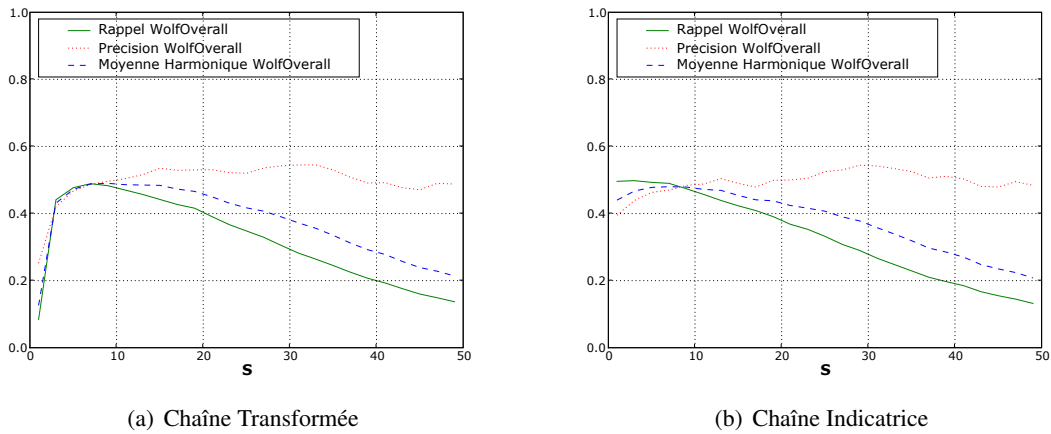 1.0
0.8
0.6
0.4
0.2
0.0
Rappel WolfOverall
Précision WolfOverall
Moyenne Harmonique WolfOverall
0 10 20 30 40 50
S
(a) Chaîne Transformée
1.0
0.8
0.6
0.4
0.2
0.0
Rappel WolfOverall
Precision WolfOverall
Moyenne Harmonique WolfOverall
0 10 20 30 40 50
S
(b) Chaîne Indicatrice